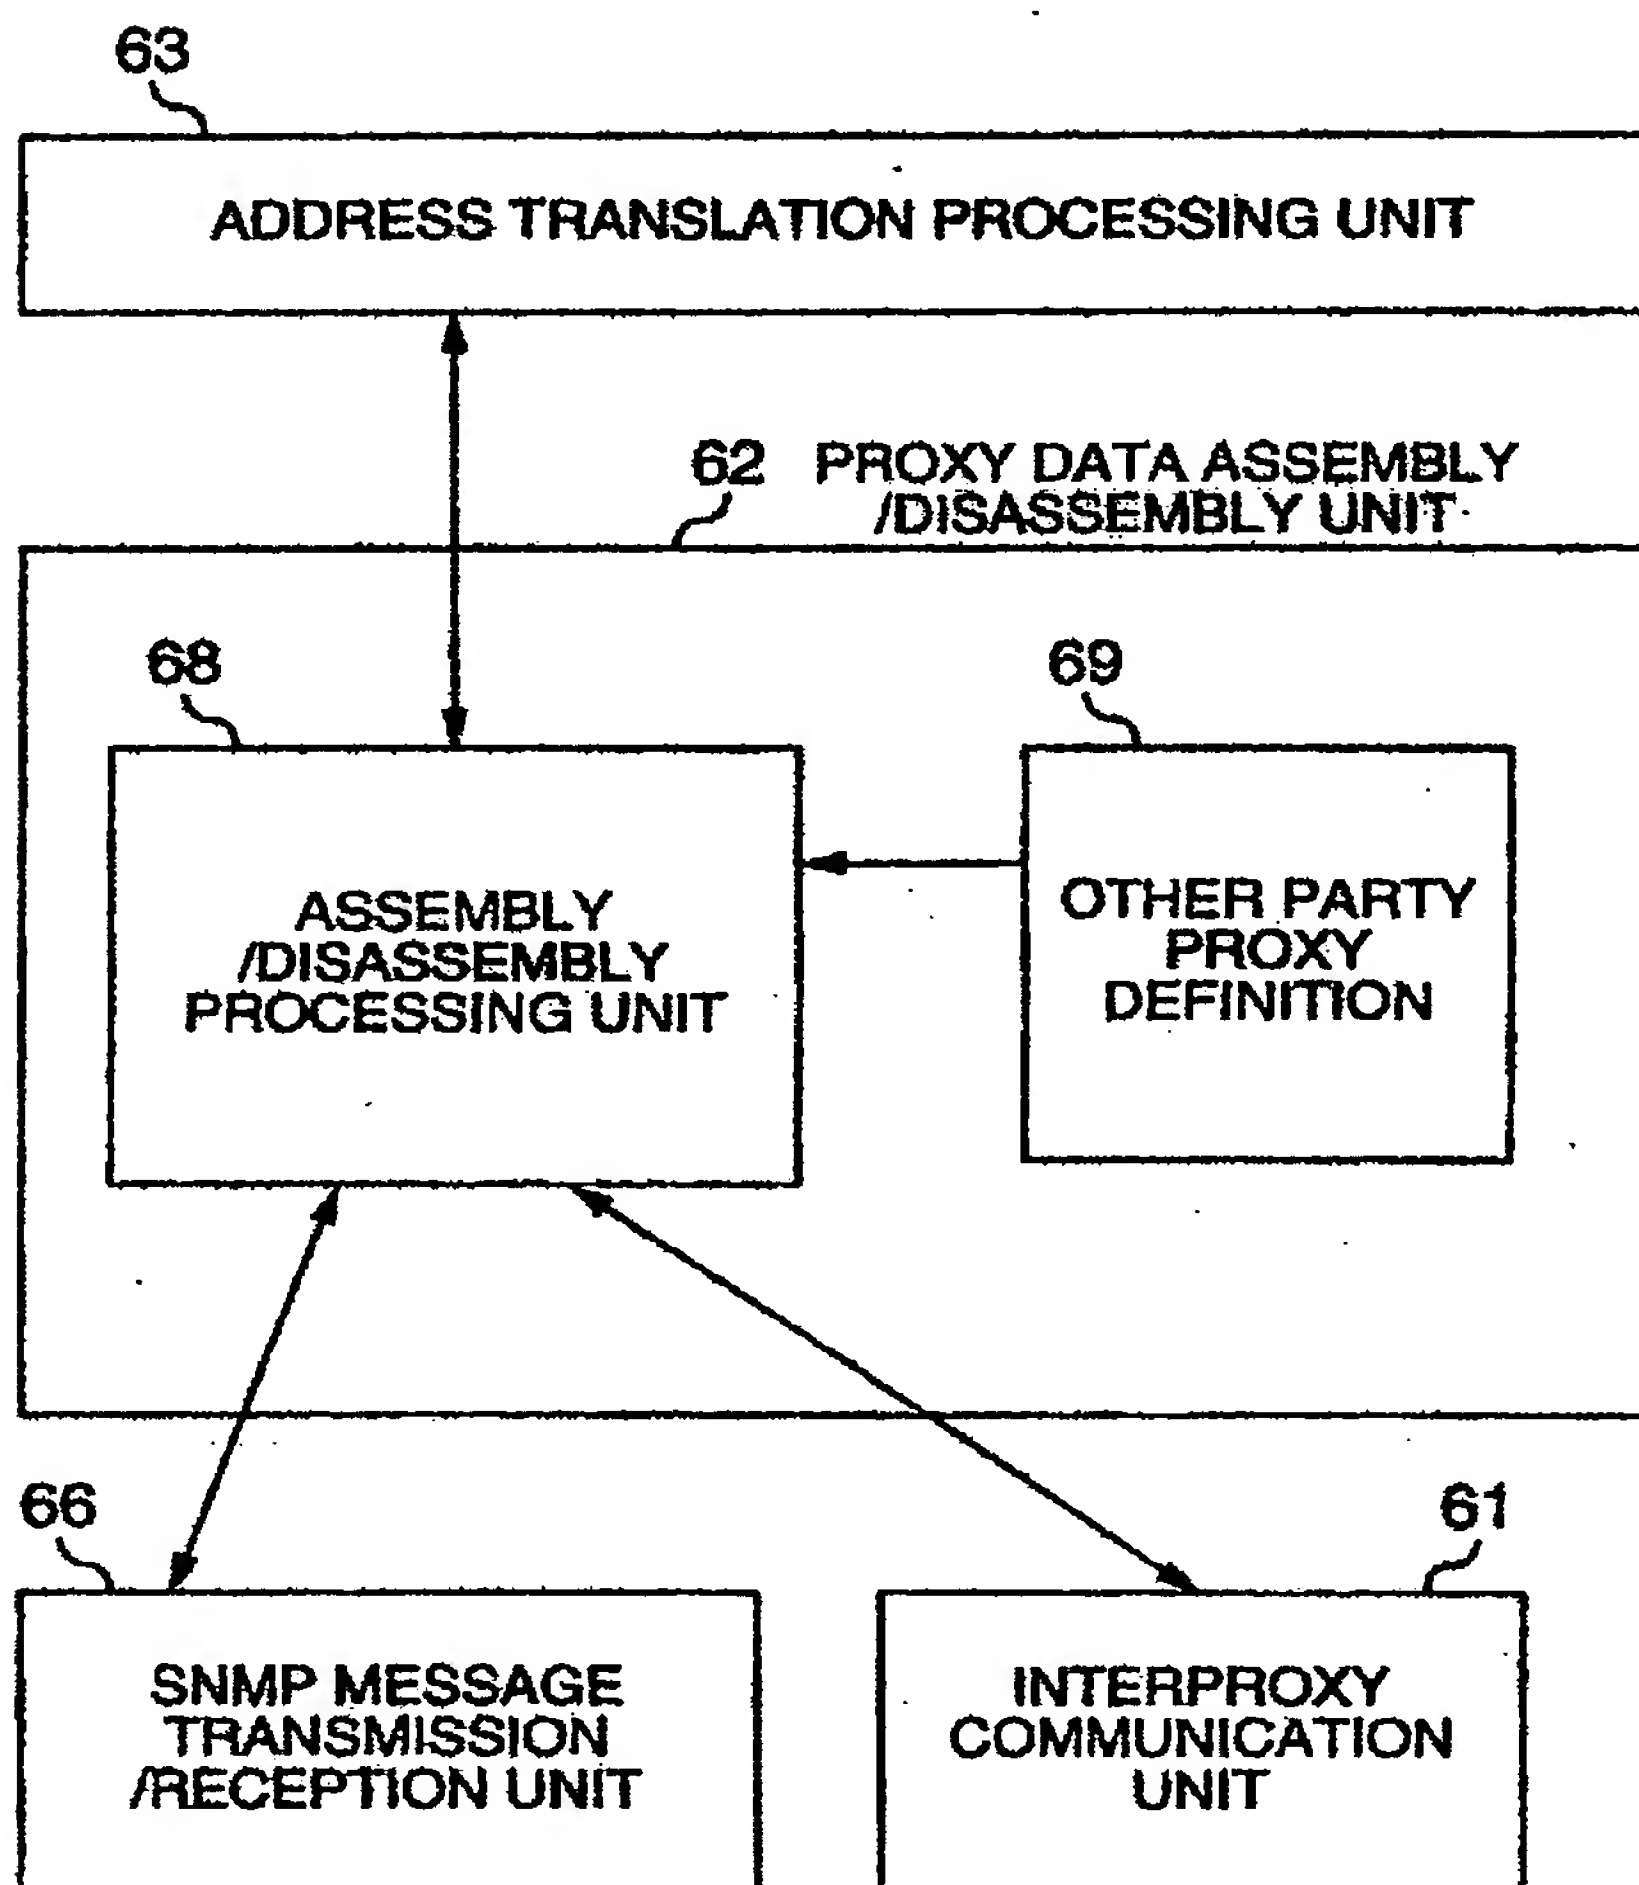 63
ADDRESS TRANSLATION PROCESSING UNIT
62 PROXY DATA ASSEMBLY
/DISASSEMBLY UNIT
68
69
ASSEMBLY
/DISASSEMBLY
PROCESSING UNIT
OTHER PARTY
PROXY
DEFINITION
66
61
SNMP MESSAGE
TRANSMISSION
/RECEPTION UNIT
INTERPROXY
COMMUNICATION
UNIT